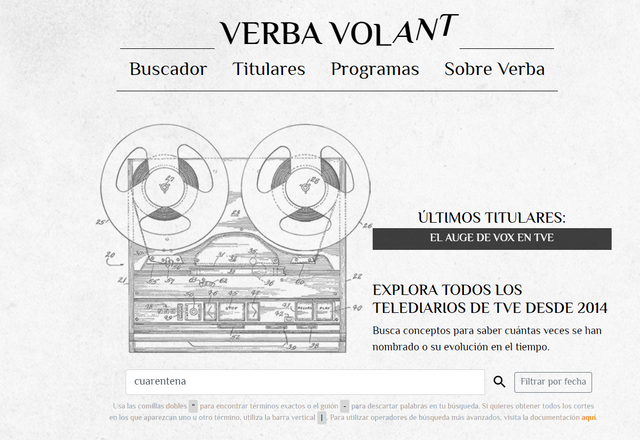 VERBA VOLANT
Buscador Titulares Programas Sobre Verba
ÚLTIMOS TITULARES:
EL AUGE DE VOX EN TVE
EXPLORA TODOS LOS
TELEDIARIOS DE TVE DESDE 2014
Busca conceptos para saber cuántas veces se han
nombrado o su evolución en el tiempo.
cuarentena
Filtrar por fecha
Usa las comillas dobles " para encontrar términos exactos o el guión - para descartar palabras en tu búsqueda. Si quieres obtener todos los cortes
en los que aparezcan uno u otro término, utiliza la barra vertical | . Para utilizar operadores de búsqueda más avanzados, visita la documentación aquí.